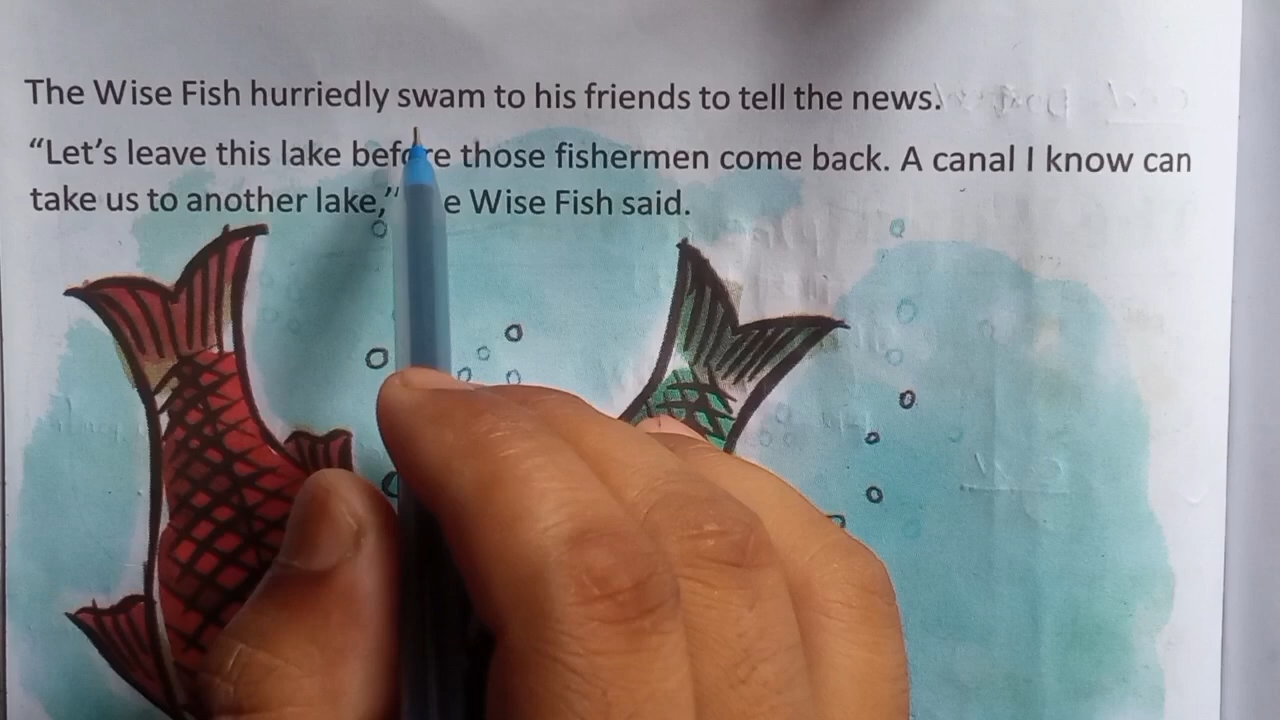 The Wise Fish hurriedly swam to his friends to tell the news.
“Let’s leave this lake before those fishermen come back. A canal I know can
take us to another lake,” e Wise Fish said.